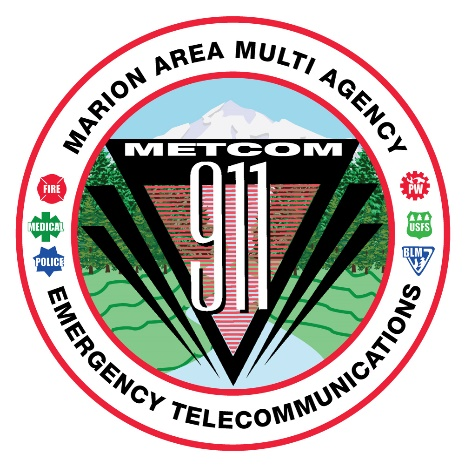 MARION AREA MULTI AGENCY
METCOM
911
FIRE
MEDICAL
POLICE
PW
USFS
BLM
EMERGENCY TELECOMMUNICATIONS